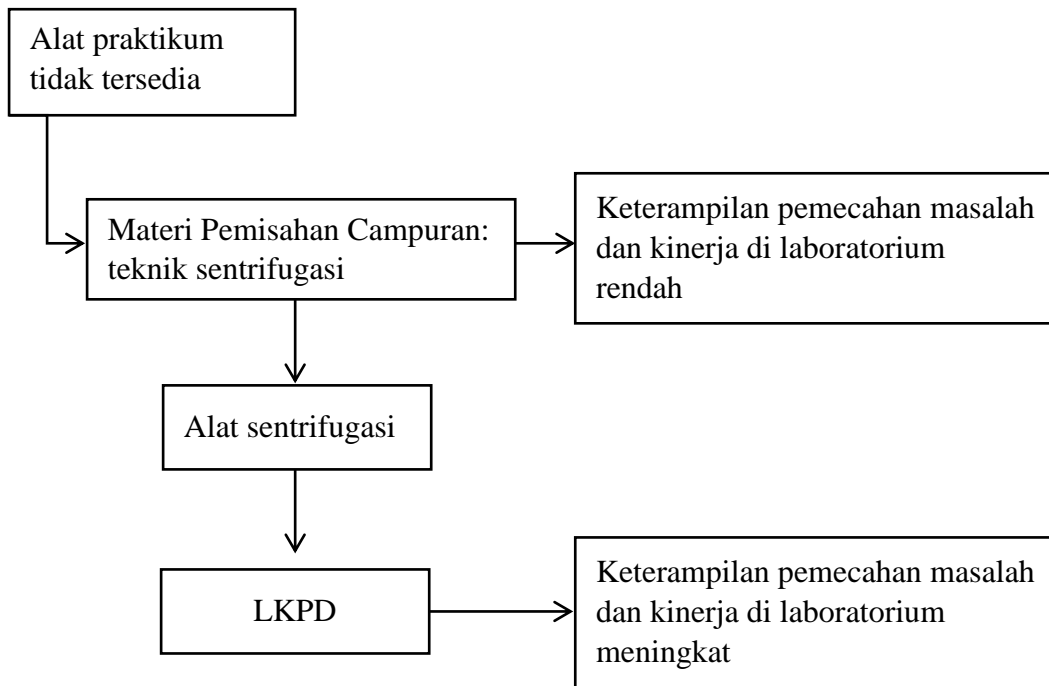 Alat praktikum
tidak tersedia
Materi Pemisahan Campuran:
teknik sentrifugasi
Keterampilan pemecahan masalah
dan kinerja di laboratorium
rendah
Alat sentrifugasi
LKPD
Keterampilan pemecahan masalah
dan kinerja di laboratorium
meningkat